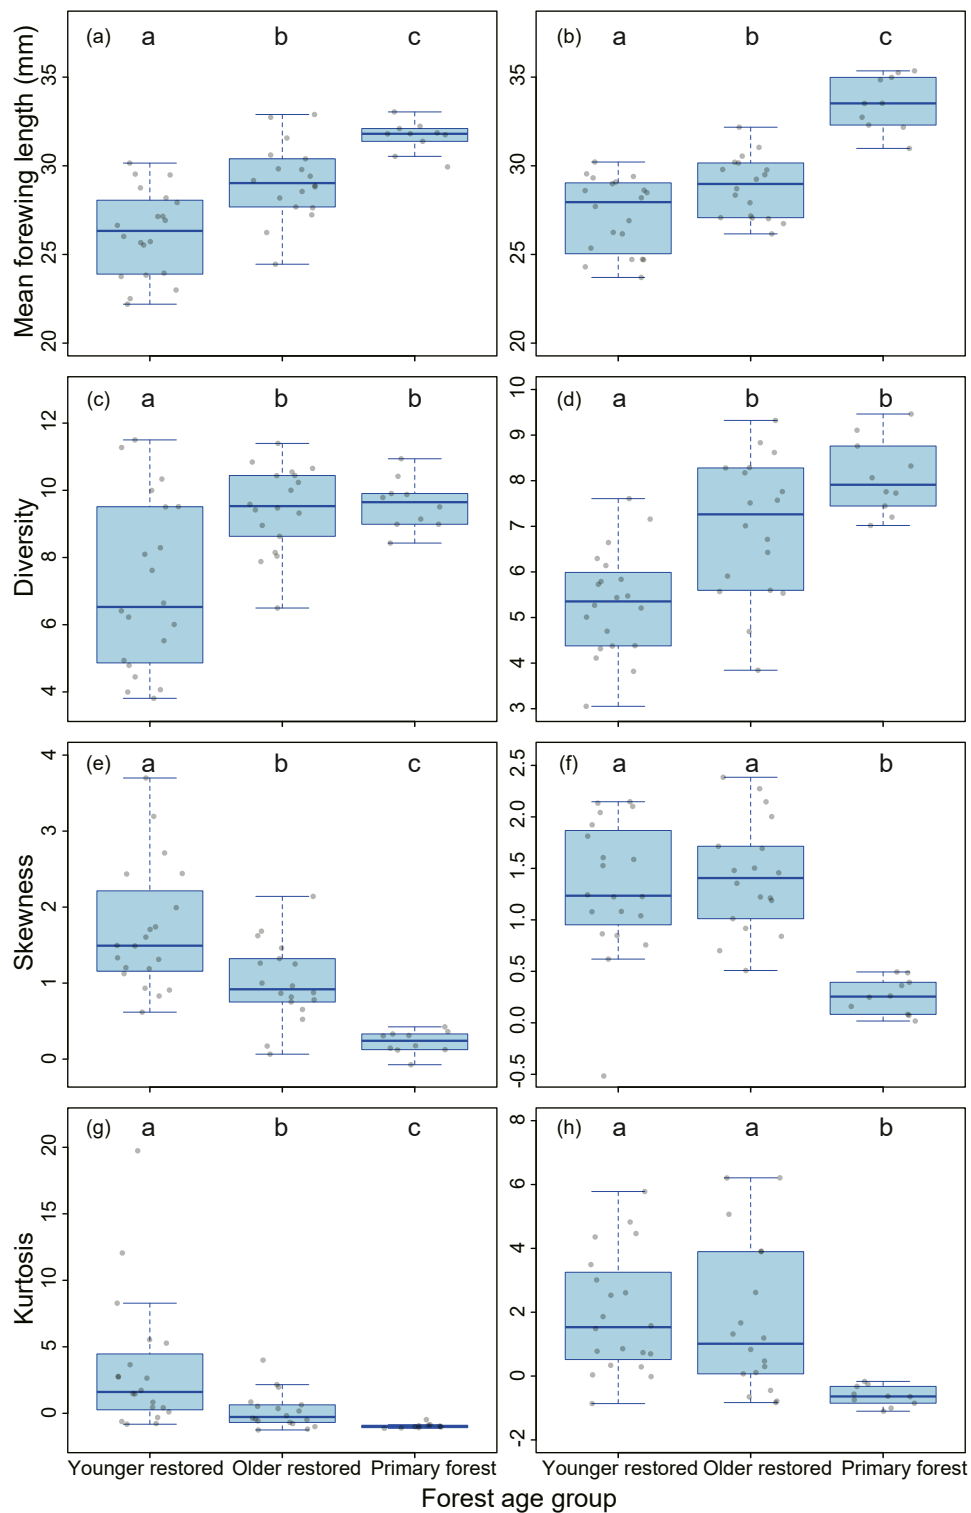 (a) a b c
(b) a b c
Mean forewing length (mm)
35
30
25
20
35
30
25
20
(c) a b b
(d) a b b
Diversity
12
10
8
6
4
10
9
8
7
6
5
4
3
(e) a b c
(f) a a b
Skewness
4
3
2
1
0
2.5
2.0
1.5
1.0
0.5
0.0
-0.5
(g) a b c
(h) a a b
Kurtosis
20
15
10
5
0
8
6
4
2
0
-2
Younger restored Older restored Primary forest
Younger restored Older restored Primary forest
Forest age group